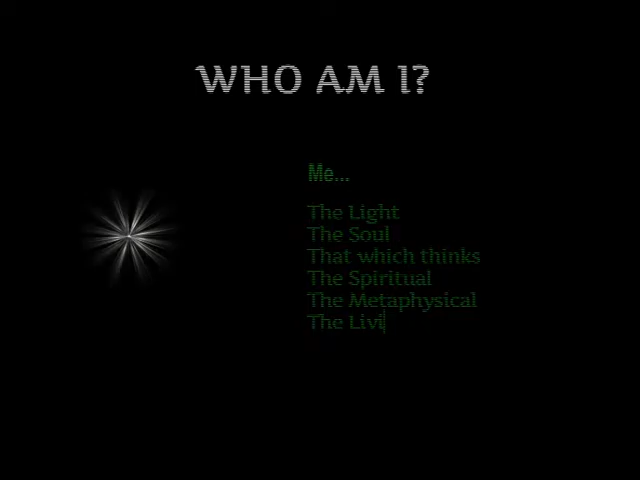 WHO AM I?
Me...
The Light
The Soul
That which thinks
The Spiritual
The Metaphysical
The Livi